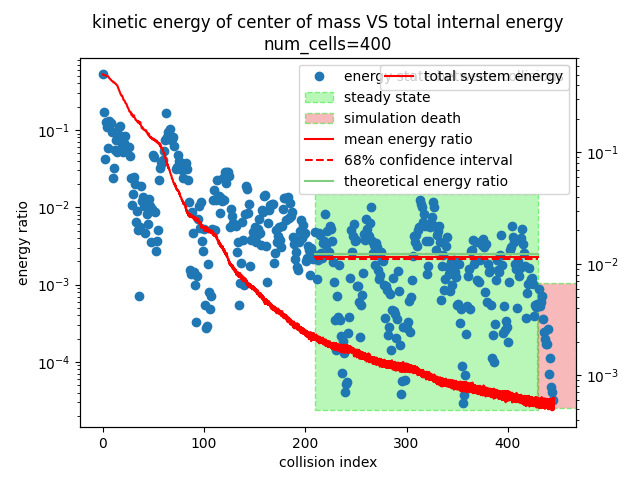 kinetic energy of center of mass VS total internal energy
num_cells=400
energy
total system energy
steady state
simulation death
mean energy ratio
68% confidence interval
theoretical energy ratio
energy ratio
10⁻¹
10⁻²
10⁻³
10⁻⁴
10⁻¹
10⁻²
10⁻³
0 100 200 300 400
collision index